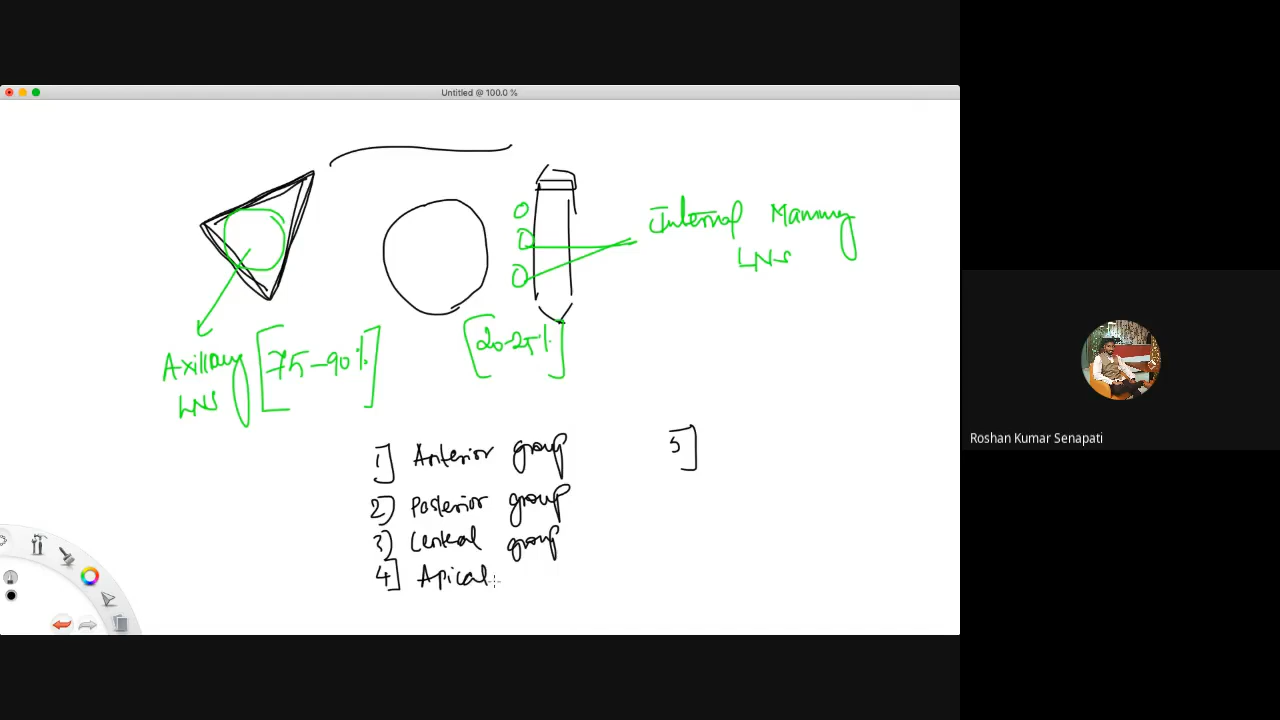 Untitled @ 100.0 %
Internal Mammary
LNS
Axillary
LNS
[75-90%]
[20-25%]
1] Anterior group
2) Posterior group
3) Central group
4] Apical
5]
Roshan Kumar Senapati